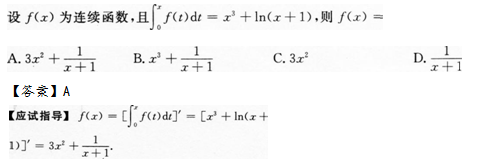 设 f(x) 为连续函数,且∫₀ˣ f(t)dt = x³ + ln(x+1),则 f(x) =
A. 3x² + 1/(x+1) B. x³ + 1/(x+1) C. 3x² D. 1/(x+1)
【答案】A
【应试指导】 f(x) = [∫₀ˣ f(t)dt]′ = [x³ + ln(x +
1)]′ = 3x² + 1/(x+1).